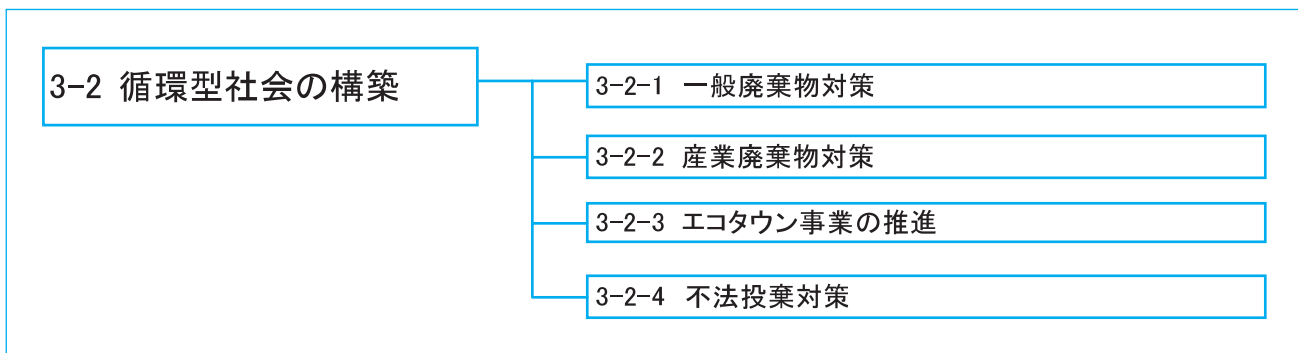 3-2 循環型社会の構築
3-2-1 一般廃棄物対策
3-2-2 産業廃棄物対策
3-2-3 エコタウン事業の推進
3-2-4 不法投棄対策